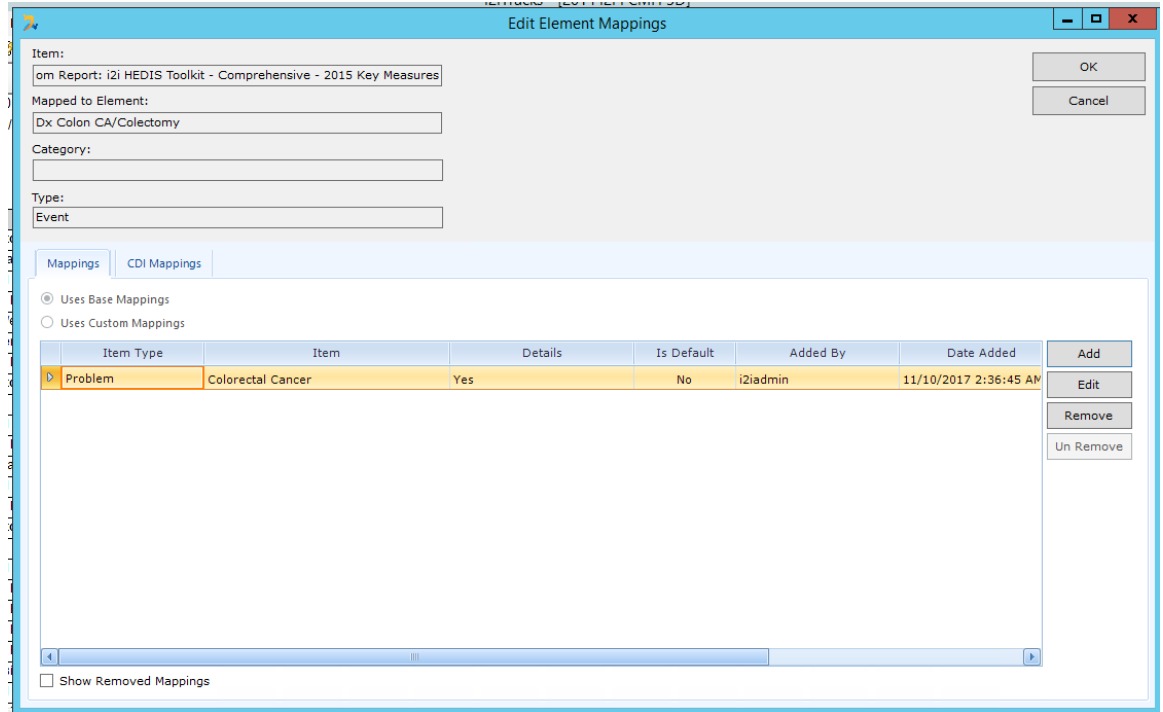 Edit Element Mappings
Item:
om Report: i2i HEDIS Toolkit - Comprehensive - 2015 Key Measures
OK
Mapped to Element:
Cancel
Dx Colon CA/Colectomy
Category:
Type:
Event
Mappings CDI Mappings
Uses Base Mappings
Uses Custom Mappings
Item Type Item Details Is Default Added By Date Added
Add
Problem Colorectal Cancer Yes No i2iadmin 11/10/2017 2:36:45 AM
Edit
Remove
Un Remove
Show Removed Mappings